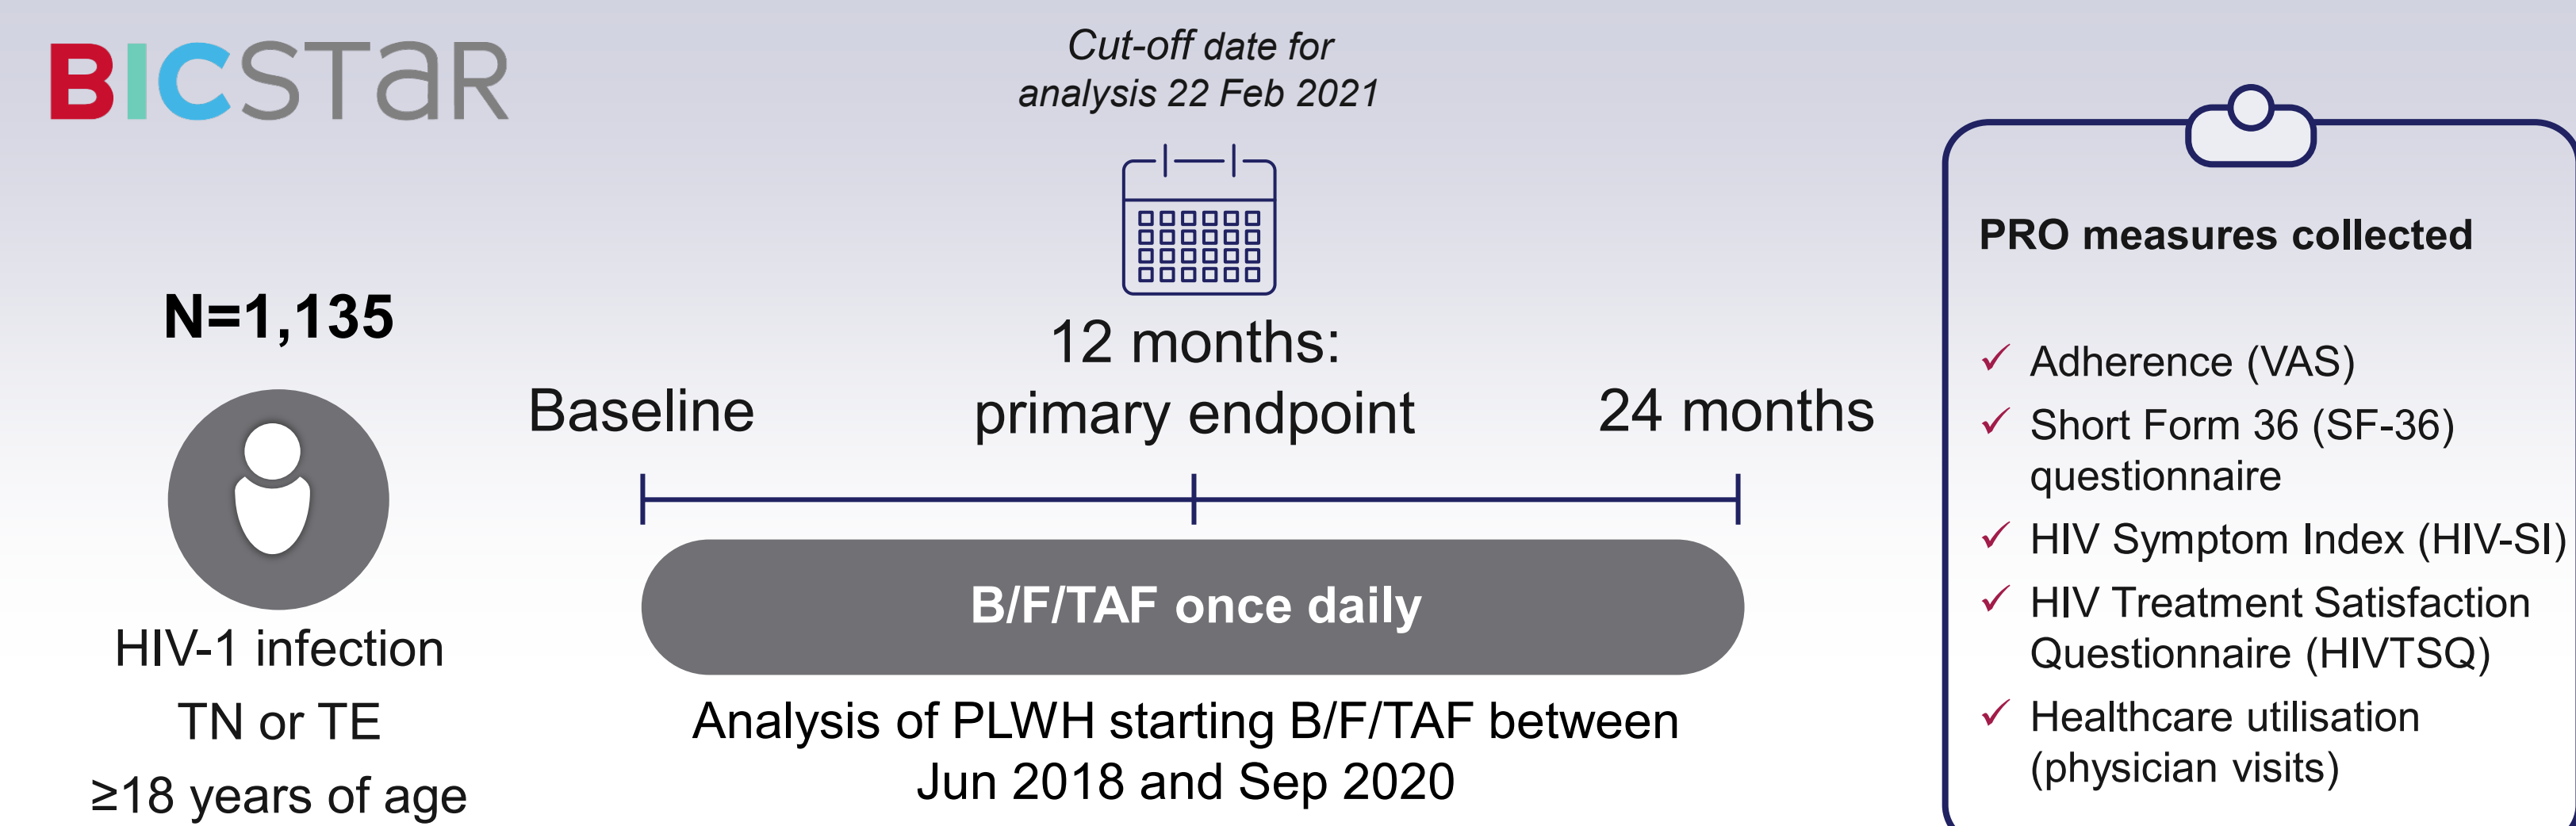 BICSTaR
Cut-off date for
analysis 22 Feb 2021
N=1,135
HIV-1 infection
TN or TE
≥18 years of age
Baseline
12 months:
primary endpoint
24 months
B/F/TAF once daily
Analysis of PLWH starting B/F/TAF between
Jun 2018 and Sep 2020
PRO measures collected
✓ Adherence (VAS)
✓ Short Form 36 (SF-36)
questionnaire
✓ HIV Symptom Index (HIV-SI)
✓ HIV Treatment Satisfaction
Questionnaire (HIVTSQ)
✓ Healthcare utilisation
(physician visits)